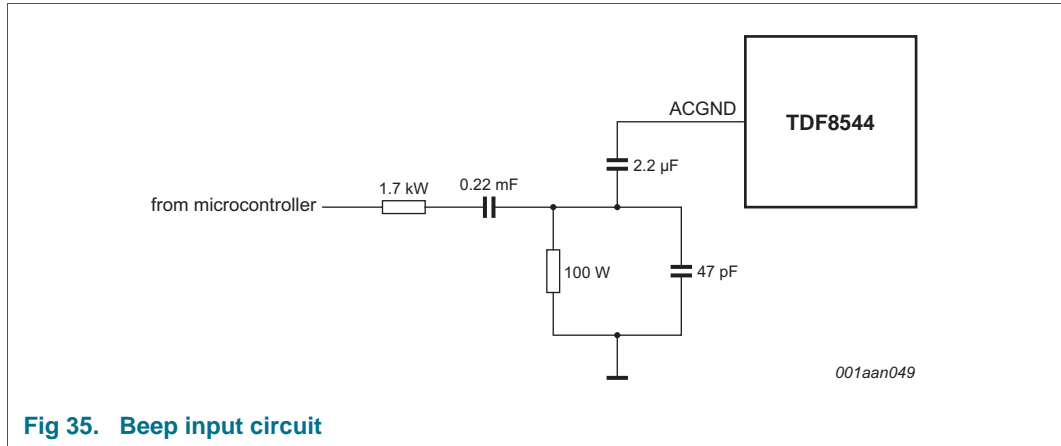 ACGND
TDF8544
2.2 µF
1.7 kW
0.22 mF
from microcontroller
100 W
47 pF
001aan049
Fig 35. Beep input circuit